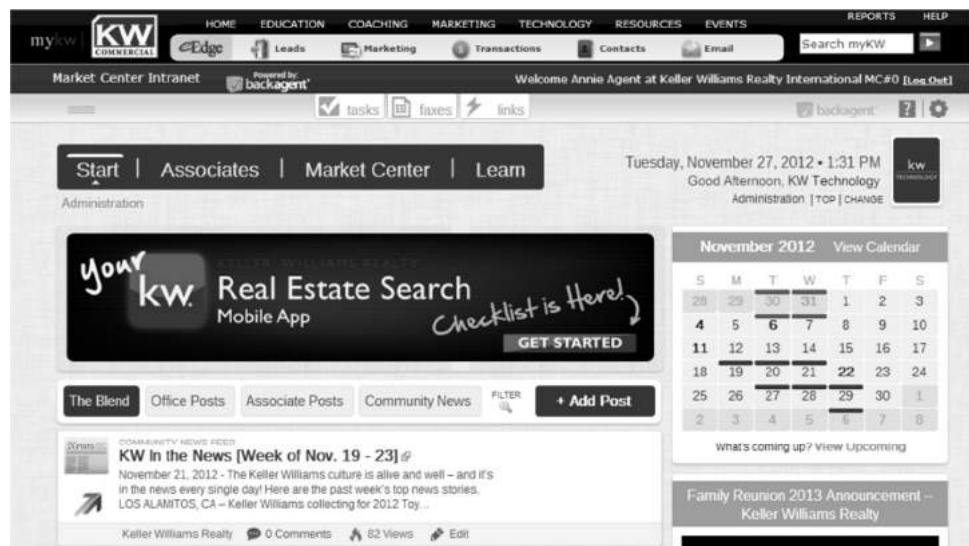 HOME EDUCATION COACHING MARKETING TECHNOLOGY RESOURCES EVENTS REPORTS HELP
mykw KW COMMERCIAL eEdge Leads Marketing Transactions Contacts Email Search myKW
Market Center Intranet Powered by: backagent Welcome Annie Agent at Keller Williams Realty International MC#0 [Log Out]
tasks faxes links backagent ?
Start | Associates | Market Center | Learn
Administration
Tuesday, November 27, 2012 • 1:31 PM
Good Afternoon, KW Technology
Administration | TOP | CHANGE
kw
TECHNOLOGY
your
KELLER WILLIAMS REALTY
kw Real Estate Search
Mobile App
Checklist is Here!
GET STARTED
The Blend Office Posts Associate Posts Community News FILTER + Add Post
News
COMMUNITY NEWS FEED
KW In the News [Week of Nov. 19 - 23]
November 21, 2012 - The Keller Williams culture is alive and well – and it's
in the news every single day! Here are the past week's top news stories.
LOS ALAMITOS, CA – Keller Williams collecting for 2012 Toy…
Keller Williams Realty 0 Comments 82 Views Edit
November 2012 View Calendar
S M T W T F S
28 29 30 31 1 2 3
4 5 6 7 8 9 10
11 12 13 14 15 16 17
18 19 20 21 22 23 24
25 26 27 28 29 30 1
2 3 4 5 6 7 8
What's coming up? View Upcoming
Family Reunion 2013 Announcement –
Keller Williams Realty